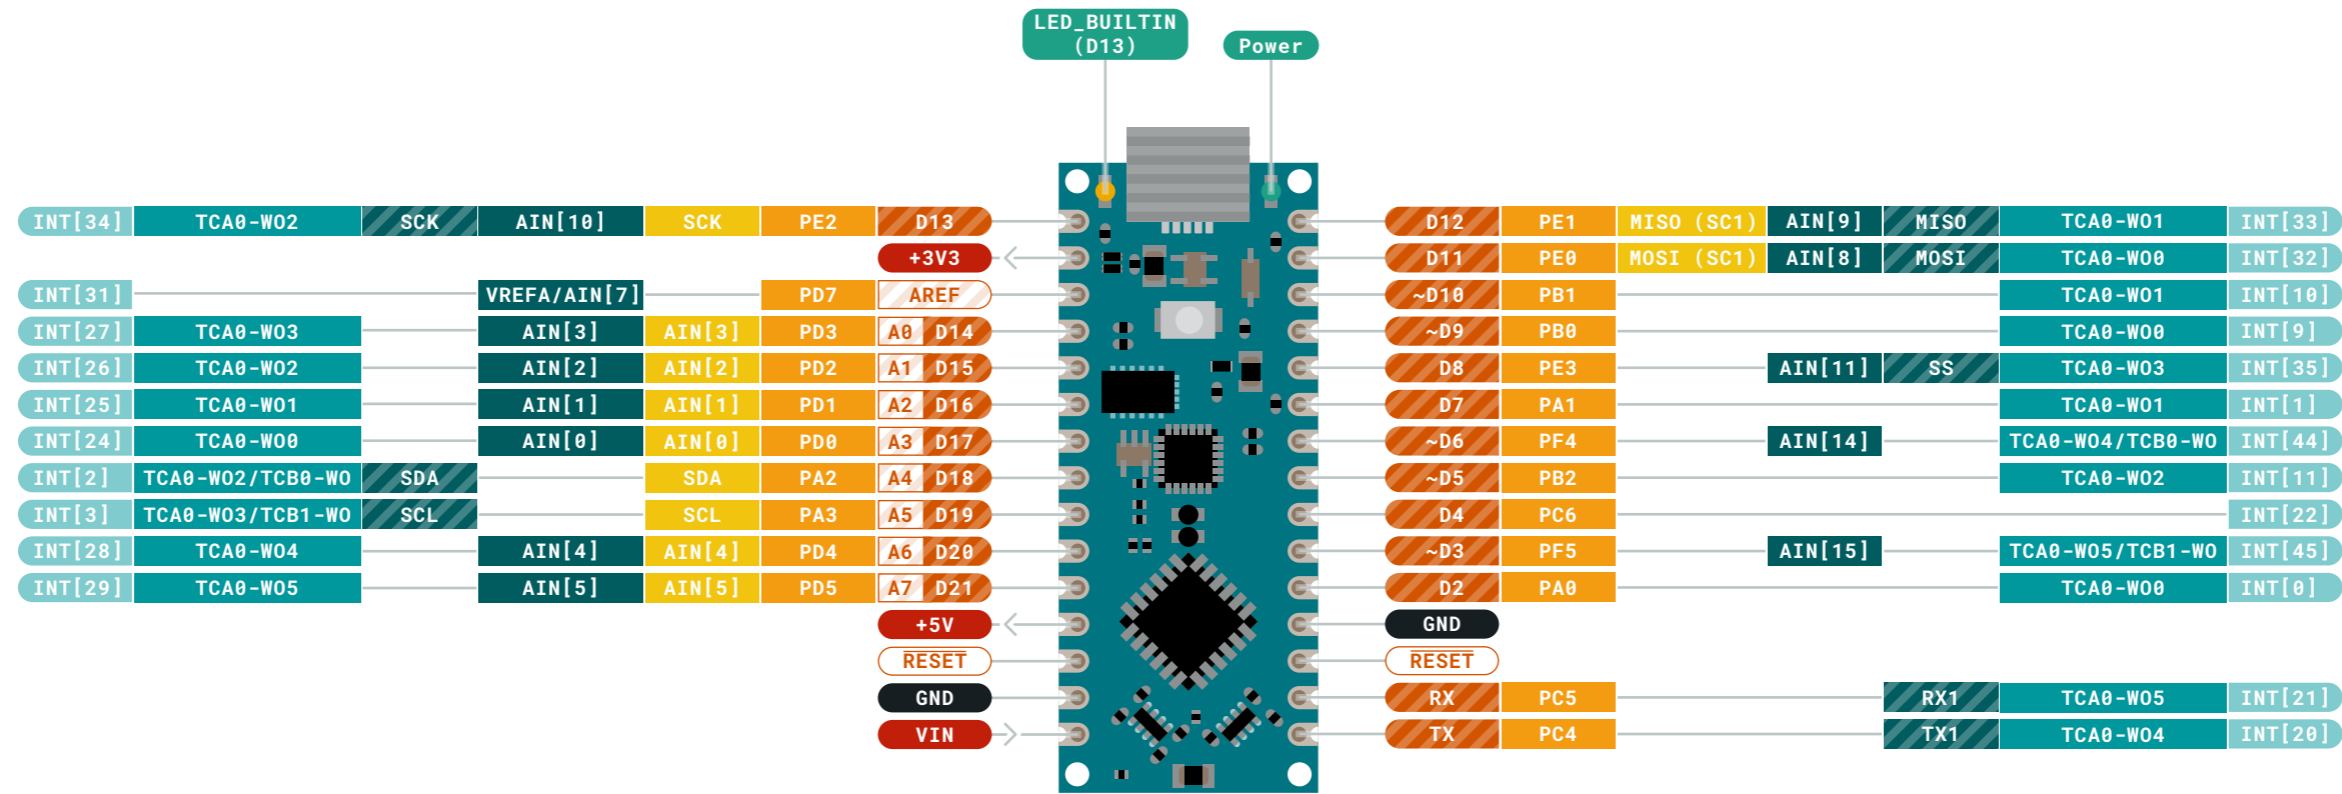 LED_BUILTIN
(D13)
Power
INT[34] TCA0-WO2 SCK AIN[10] SCK PE2 D13
+3V3
INT[31] VREFA/AIN[7] PD7 AREF
INT[27] TCA0-WO3 AIN[3] AIN[3] PD3 A0 D14
INT[26] TCA0-WO2 AIN[2] AIN[2] PD2 A1 D15
INT[25] TCA0-WO1 AIN[1] AIN[1] PD1 A2 D16
INT[24] TCA0-WO0 AIN[0] AIN[0] PD0 A3 D17
INT[2] TCA0-WO2/TCB0-WO SDA SDA PA2 A4 D18
INT[3] TCA0-WO3/TCB1-WO SCL SCL PA3 A5 D19
INT[28] TCA0-WO4 AIN[4] AIN[4] PD4 A6 D20
INT[29] TCA0-WO5 AIN[5] AIN[5] PD5 A7 D21
+5V
RESET
GND
VIN
D12 PE1 MISO (SC1) AIN[9] MISO TCA0-WO1 INT[33]
D11 PE0 MOSI (SC1) AIN[8] MOSI TCA0-WO0 INT[32]
~D10 PB1 TCA0-WO1 INT[10]
~D9 PB0 TCA0-WO0 INT[9]
D8 PE3 AIN[11] SS TCA0-WO3 INT[35]
D7 PA1 TCA0-WO1 INT[1]
~D6 PF4 AIN[14] TCA0-WO4/TCB0-WO INT[44]
~D5 PB2 TCA0-WO2 INT[11]
D4 PC6 INT[22]
~D3 PF5 AIN[15] TCA0-WO5/TCB1-WO INT[45]
D2 PA0 TCA0-WO0 INT[0]
GND
RESET
RX PC5 RX1 TCA0-WO5 INT[21]
TX PC4 TX1 TCA0-WO4 INT[20]